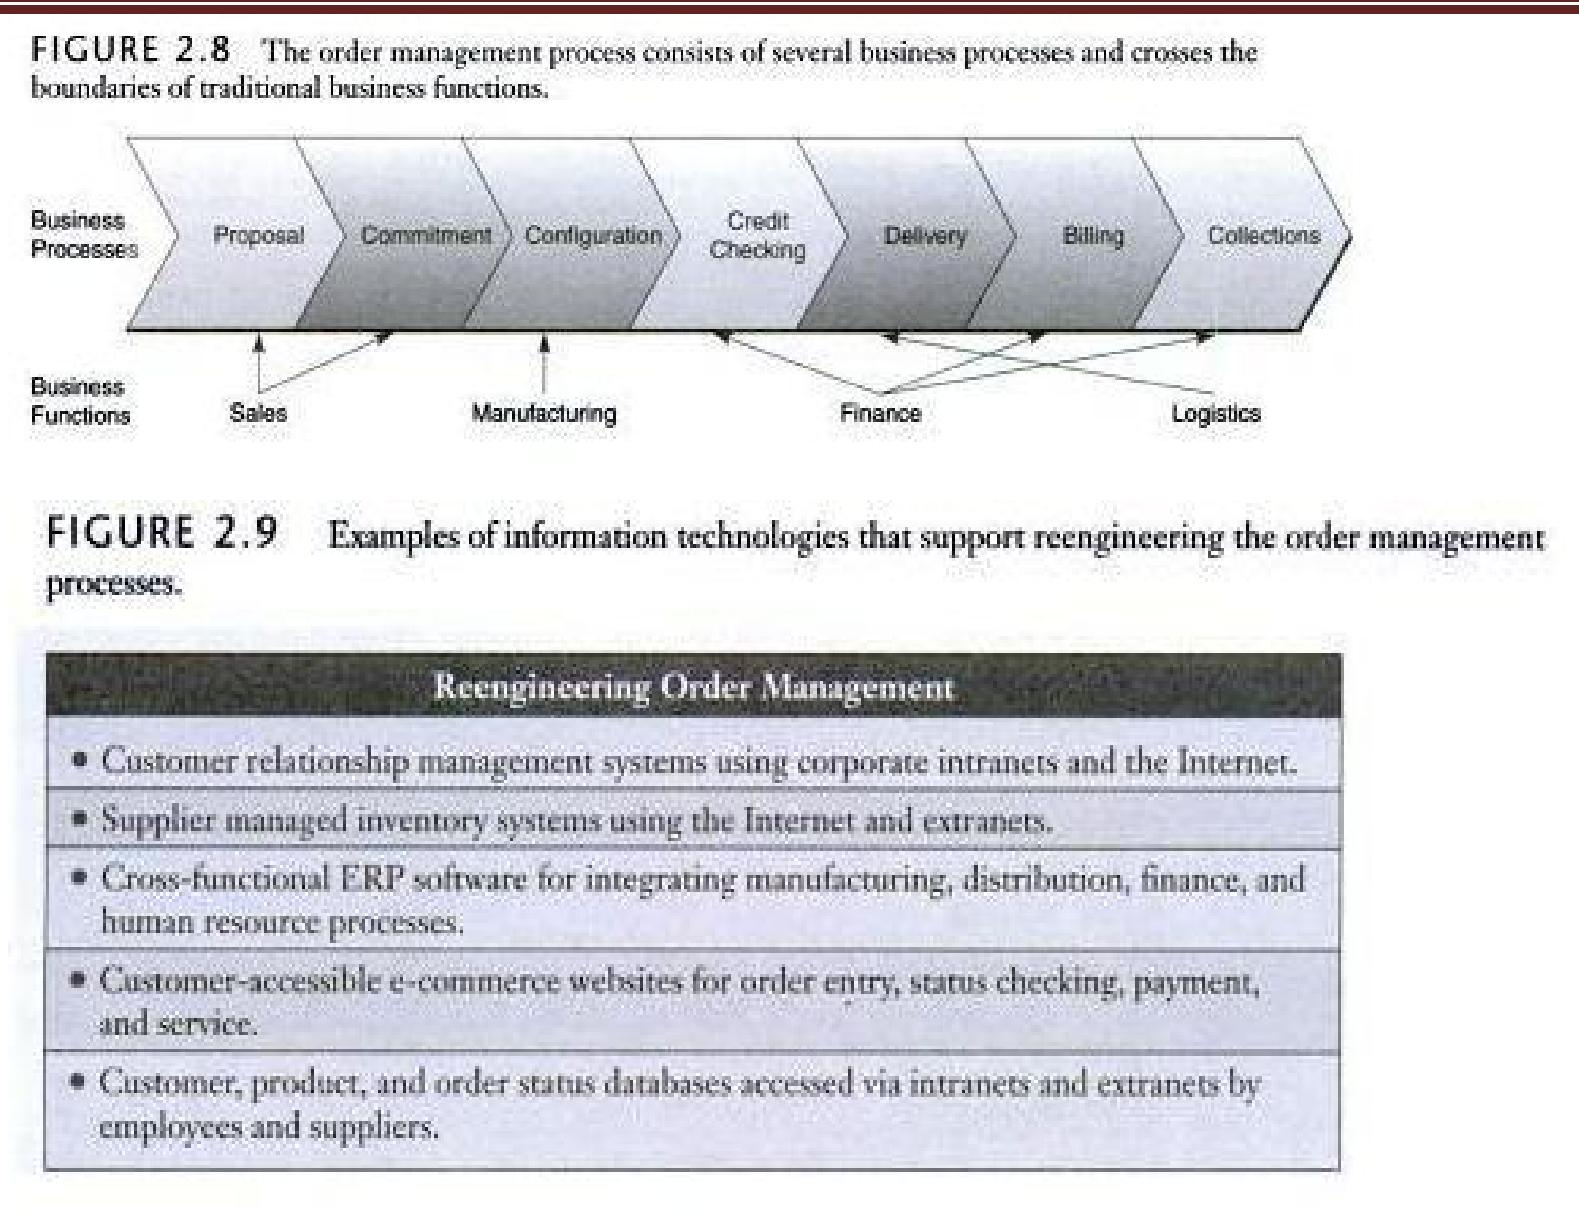 FIGURE 2.8 The order management process consists of several business processes and crosses the
boundaries of traditional business functions.
Business
Processes
Proposal
Commitment
Configuration
Credit
Checking
Delivery
Billing
Collections
Business
Functions
Sales
Manufacturing
Finance
Logistics
FIGURE 2.9 Examples of information technologies that support reengineering the order management
processes.
Reengineering Order Management
• Customer relationship management systems using corporate intranets and the Internet.
• Supplier managed inventory systems using the Internet and extranets.
• Cross-functional ERP software for integrating manufacturing, distribution, finance, and
human resource processes.
• Customer-accessible e-commerce websites for order entry, status checking, payment,
and service.
• Customer, product, and order status databases accessed via intranets and extranets by
employees and suppliers.